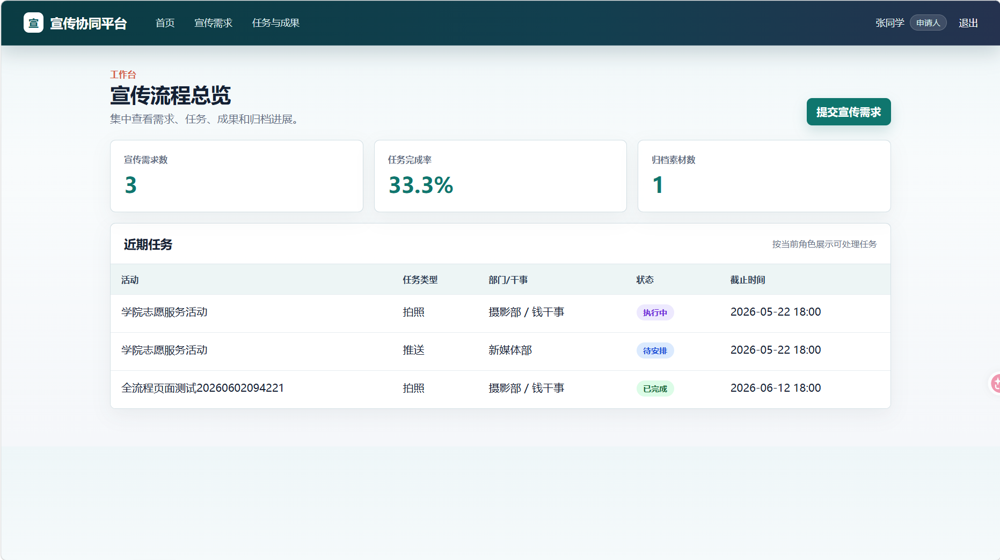 宣 宣传协同平台 首页 宣传需求 任务与成果 张同学 申请人 退出
工作台
宣传流程总览
集中查看需求、任务、成果和归档进展。
提交宣传需求
宣传需求数 任务完成率 归档素材数
3 33.3% 1
近期任务 按当前角色展示可处理任务
活动 任务类型 部门/干事 状态 截止时间
学院志愿服务活动 拍照 摄影部 / 钱干事 执行中 2026-05-22 18:00
学院志愿服务活动 推送 新媒体部 待安排 2026-05-22 18:00
全流程页面测试20260602094221 拍照 摄影部 / 钱干事 已完成 2026-06-12 18:00